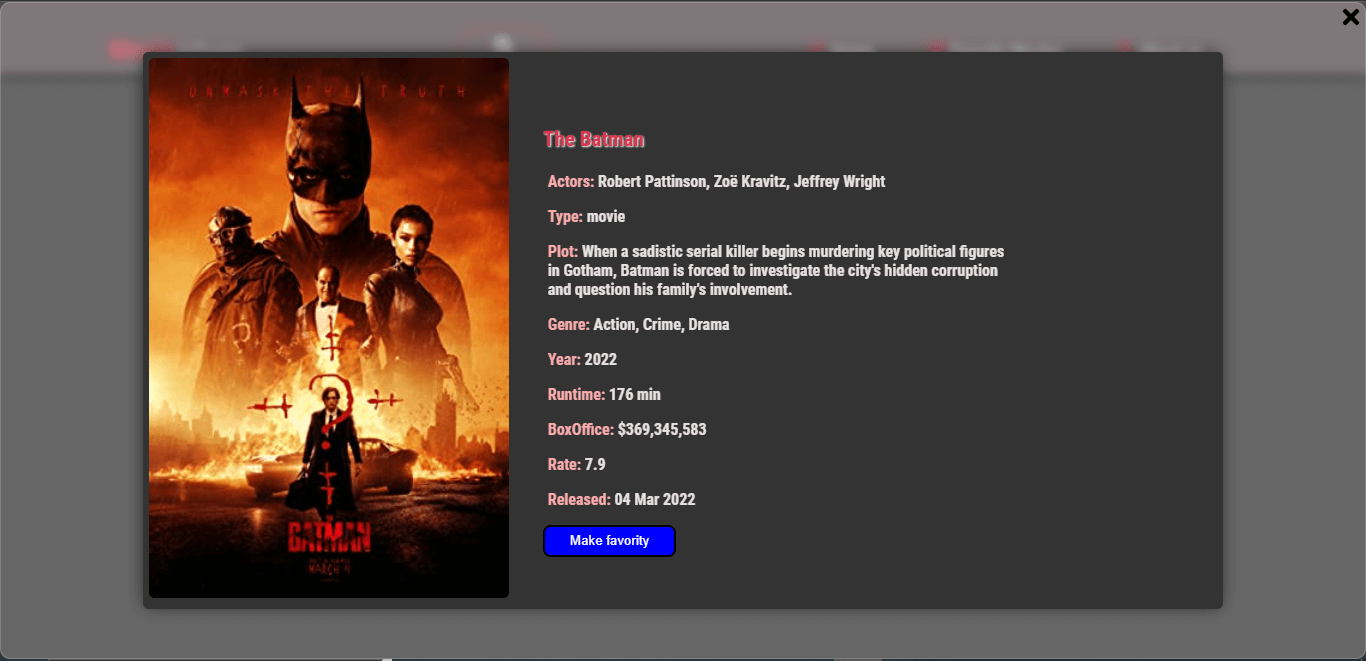 UNMASK THE TRUTH
The Batman
Actors: Robert Pattinson, Zoë Kravitz, Jeffrey Wright
Type: movie
Plot: When a sadistic serial killer begins murdering key political figures
in Gotham, Batman is forced to investigate the city's hidden corruption
and question his family's involvement.
Genre: Action, Crime, Drama
Year: 2022
Runtime: 176 min
BoxOffice: $369,345,583
Rate: 7.9
Released: 04 Mar 2022
Make favority
BATMAN
MARCH 4